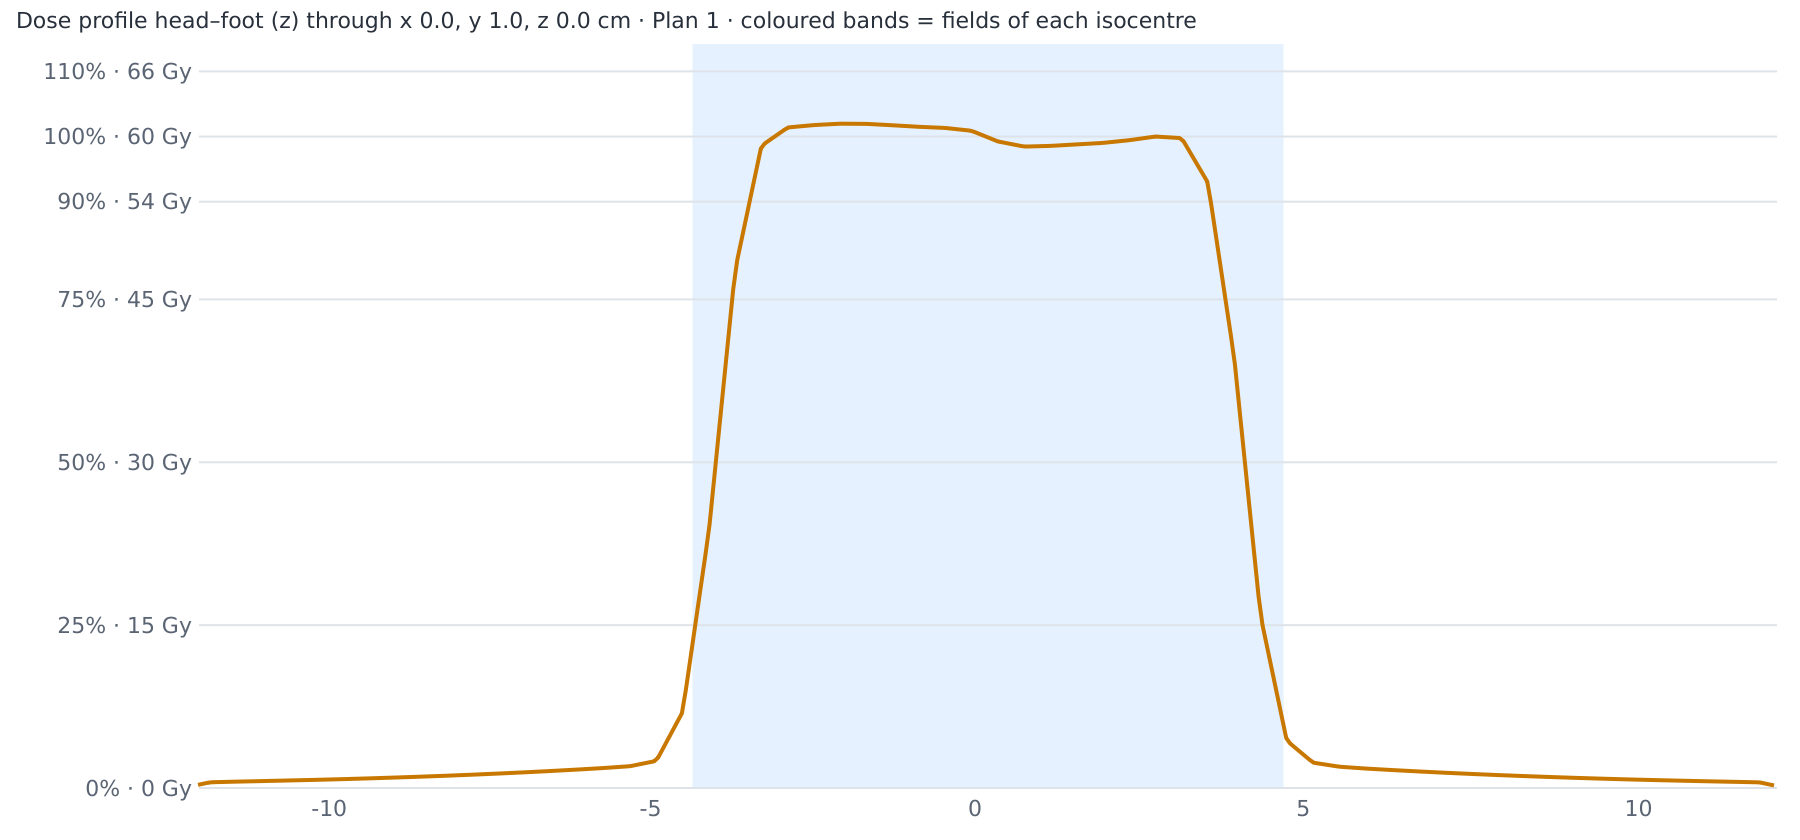 Dose profile head–foot (z) through x 0.0, y 1.0, z 0.0 cm · Plan 1 · coloured bands = fields of each isocentre
110% · 66 Gy
100% · 60 Gy
90% · 54 Gy
75% · 45 Gy
50% · 30 Gy
25% · 15 Gy
0% · 0 Gy
-10 -5 0 5 10